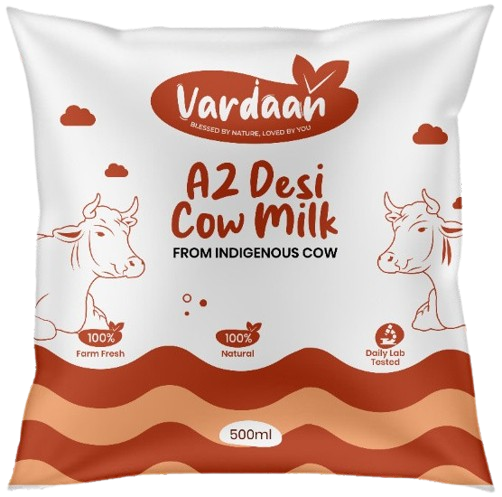 Vardaan
BLESSED BY NATURE, LOVED BY YOU
A2 Desi
Cow Milk
FROM INDIGENOUS COW
100%
Farm Fresh
100%
Natural
Daily Lab
Tested
500ml